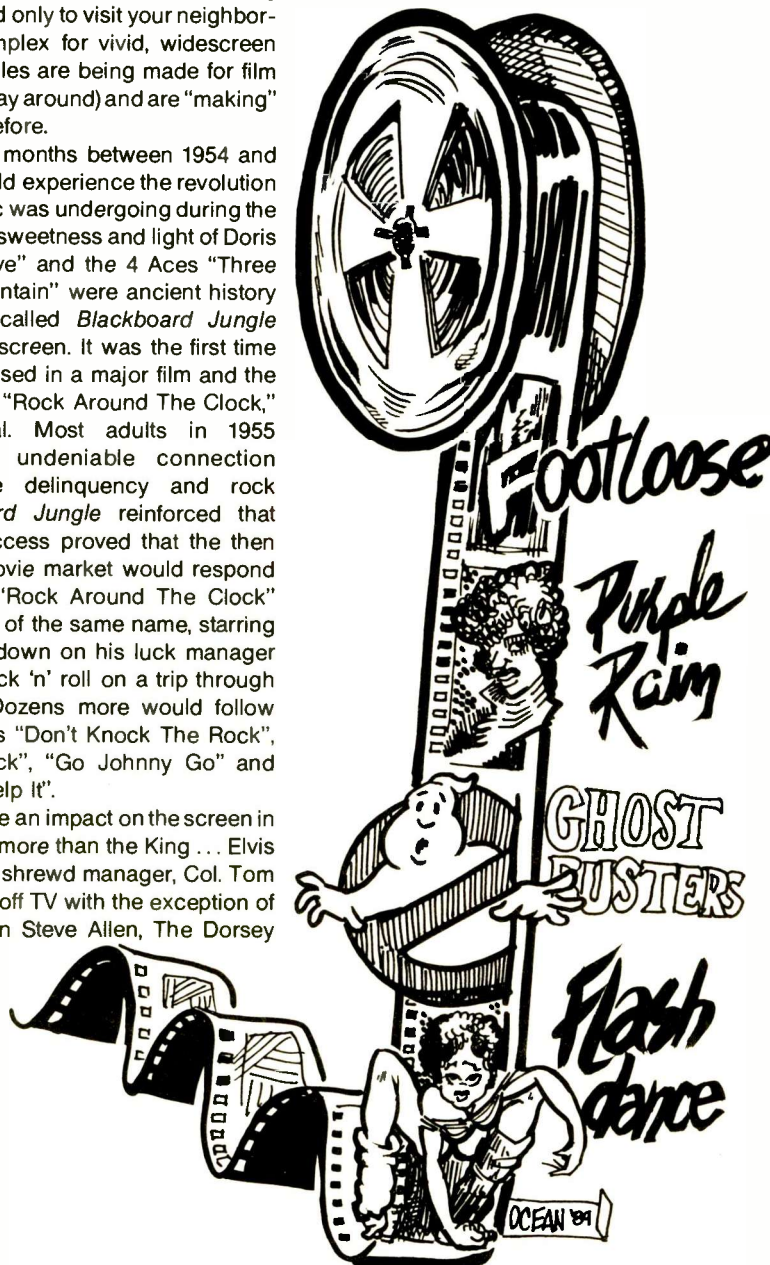 d only to visit your neighbor-
nplex for vivid, widescreen
les are being made for film
ay around) and are “making”
efore.
months between 1954 and
ld experience the revolution
c was undergoing during the
sweetness and light of Doris
ve” and the 4 Aces “Three
ntain” were ancient history
called Blackboard Jungle
screen. It was the first time
sed in a major film and the
“Rock Around The Clock,”
al. Most adults in 1955
undeniable connection
e delinquency and rock
rd Jungle reinforced that
ccess proved that the then
ovie market would respond
“Rock Around The Clock”
of the same name, starring
down on his luck manager
ck ‘n’ roll on a trip through
Dozens more would follow
s “Don’t Knock The Rock”,
ck”, “Go Johnny Go” and
elp It”.
e an impact on the screen in
more than the King ... Elvis
shrewd manager, Col. Tom
off TV with the exception of
n Steve Allen, The Dorsey
Footloose
Purple
Rain
GHOST
BUSTERS
Flash
dance
OCEAN '89